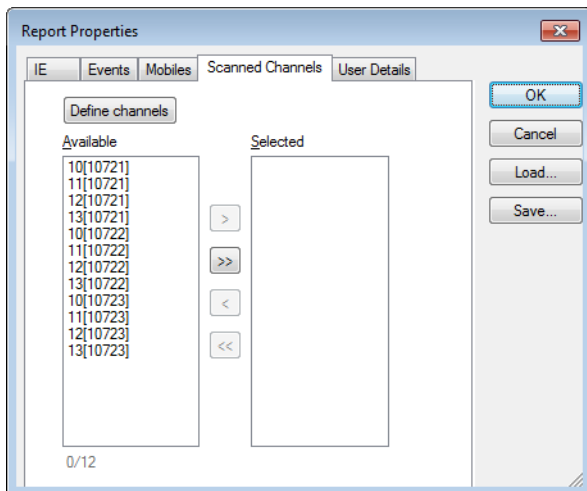 Report Properties
IE Events Mobiles Scanned Channels User Details
Define channels
Available Selected
10[10721]
11[10721]
12[10721]
13[10721]
10[10722]
11[10722]
12[10722]
13[10722]
10[10723]
11[10723]
12[10723]
13[10723]
>
>>
<
<<
0/12
OK
Cancel
Load...
Save...